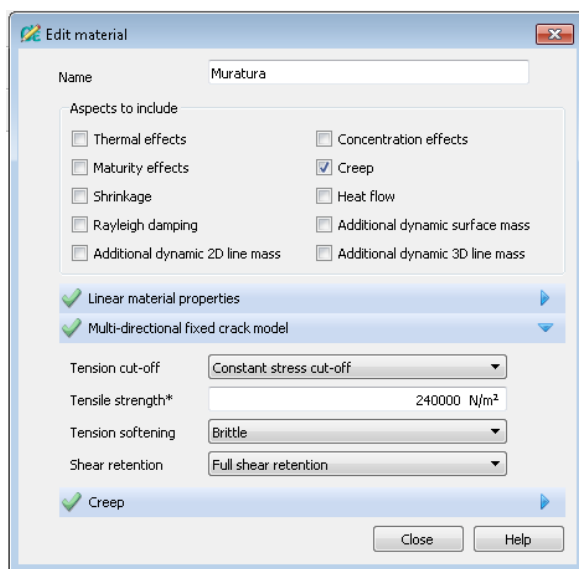 Edit material
Name Muratura
Aspects to include
Thermal effects Concentration effects
Maturity effects Creep
Shrinkage Heat flow
Rayleigh damping Additional dynamic surface mass
Additional dynamic 2D line mass Additional dynamic 3D line mass
Linear material properties
Multi-directional fixed crack model
Tension cut-off Constant stress cut-off
Tensile strength* 240000 N/m²
Tension softening Brittle
Shear retention Full shear retention
Creep
Close Help